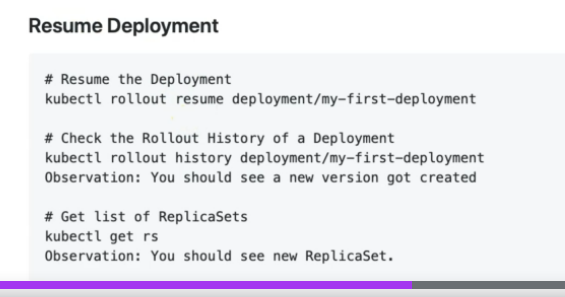 Resume Deployment
# Resume the Deployment
kubectl rollout resume deployment/my-first-deployment
# Check the Rollout History of a Deployment
kubectl rollout history deployment/my-first-deployment
Observation: You should see a new version got created
# Get list of ReplicaSets
kubectl get rs
Observation: You should see new ReplicaSet.